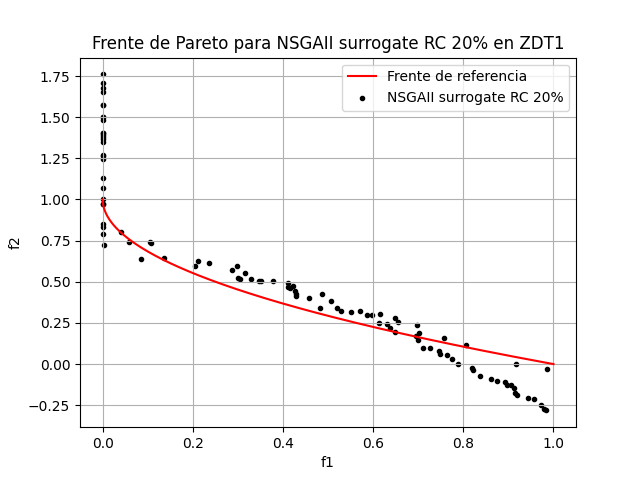 Frente de Pareto para NSGAII surrogate RC 20% en ZDT1
Frente de referencia
NSGAII surrogate RC 20%
1.75
1.50
1.25
1.00
0.75
0.50
0.25
0.00
−0.25
f2
0.0 0.2 0.4 0.6 0.8 1.0
f1